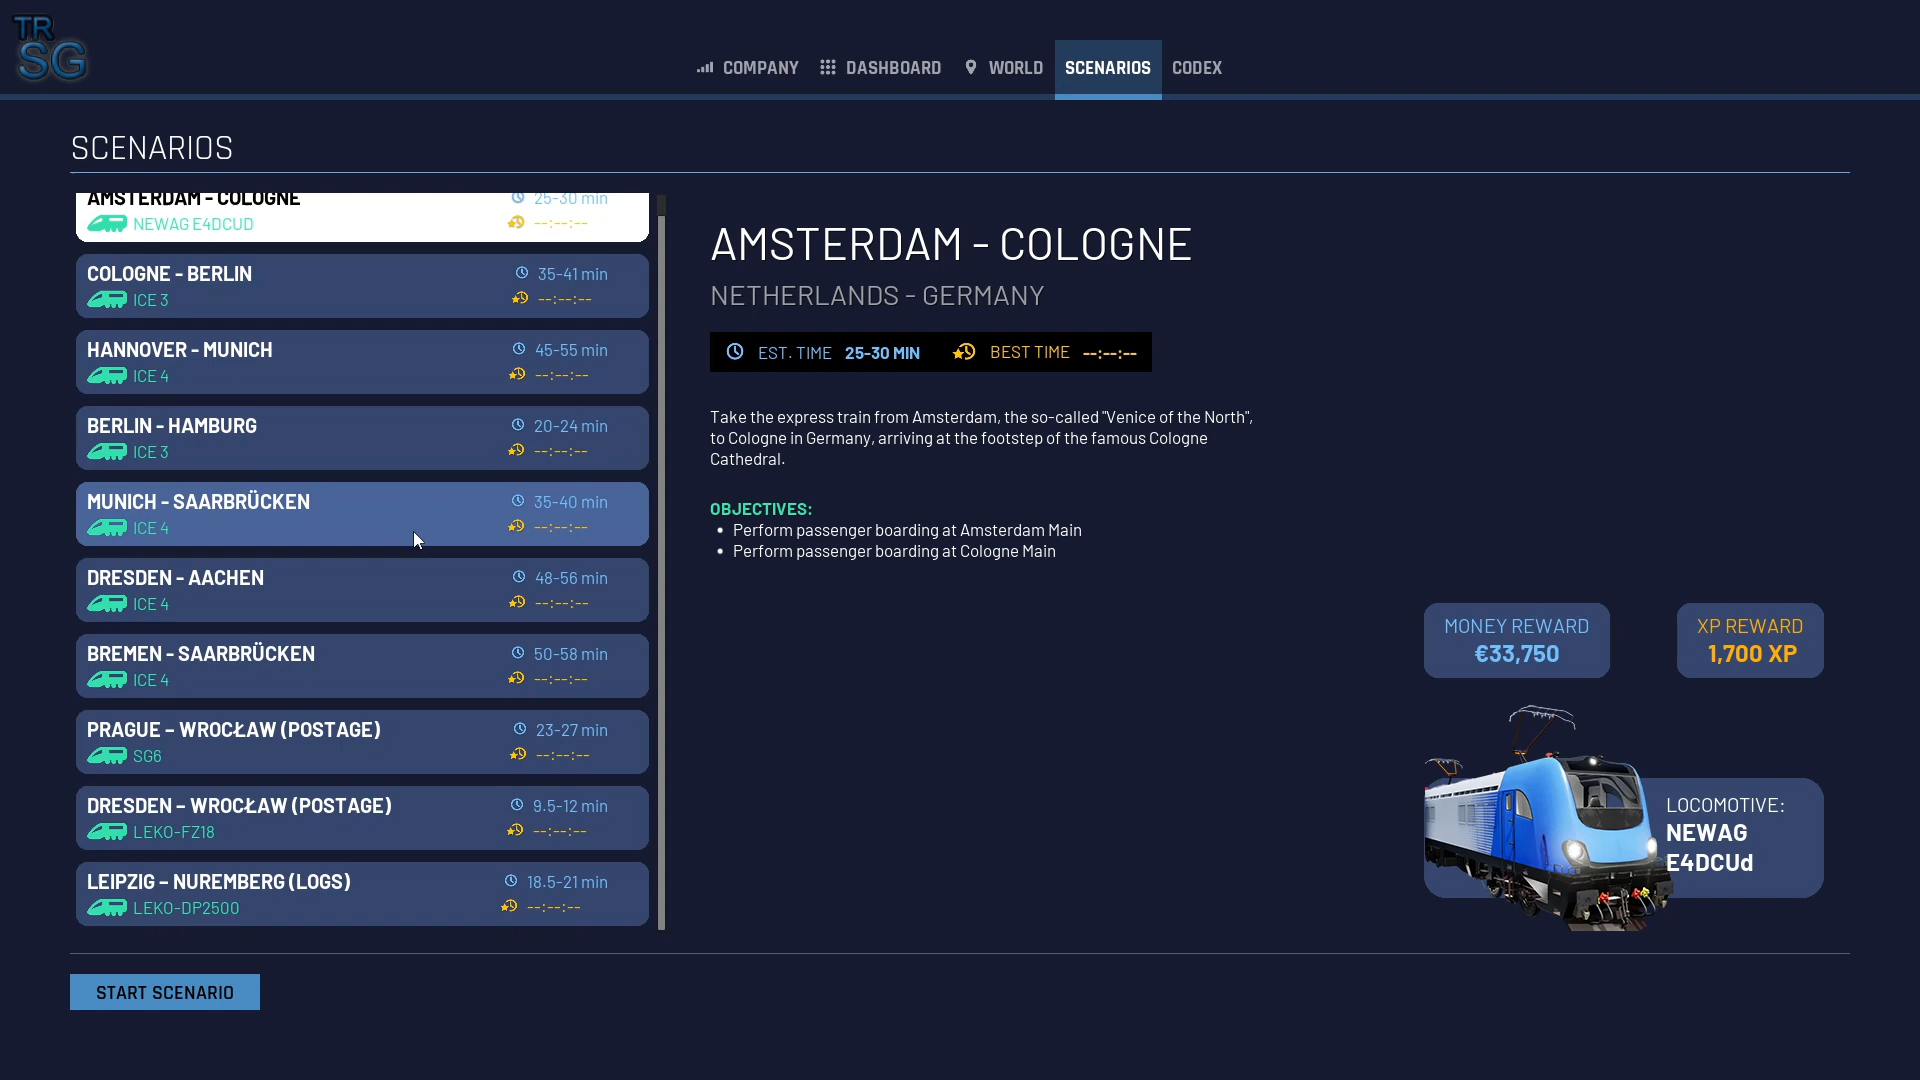 TR
SG
COMPANY
DASHBOARD
WORLD
SCENARIOS
CODEX
SCENARIOS
AMSTERDAM - COLOGNE
25-30 min
NEWAG E4DCUD
--:--:--
COLOGNE - BERLIN
35-41 min
ICE 3
--:--:--
HANNOVER - MUNICH
45-55 min
ICE 4
--:--:--
BERLIN - HAMBURG
20-24 min
ICE 3
--:--:--
MUNICH - SAARBRÜCKEN
35-40 min
ICE 4
--:--:--
DRESDEN - AACHEN
48-56 min
ICE 4
--:--:--
BREMEN - SAARBRÜCKEN
50-58 min
ICE 4
--:--:--
PRAGUE – WROCŁAW (POSTAGE)
23-27 min
SG6
--:--:--
DRESDEN – WROCŁAW (POSTAGE)
9.5-12 min
LEKO-FZ18
--:--:--
LEIPZIG – NUREMBERG (LOGS)
18.5-21 min
LEKO-DP2500
--:--:--
AMSTERDAM - COLOGNE
NETHERLANDS - GERMANY
EST. TIME 25-30 MIN BEST TIME --:--:--
Take the express train from Amsterdam, the so-called "Venice of the North",
to Cologne in Germany, arriving at the footstep of the famous Cologne
Cathedral.
OBJECTIVES:
• Perform passenger boarding at Amsterdam Main
• Perform passenger boarding at Cologne Main
MONEY REWARD
€33,750
XP REWARD
1,700 XP
LOCOMOTIVE:
NEWAG
E4DCUd
START SCENARIO